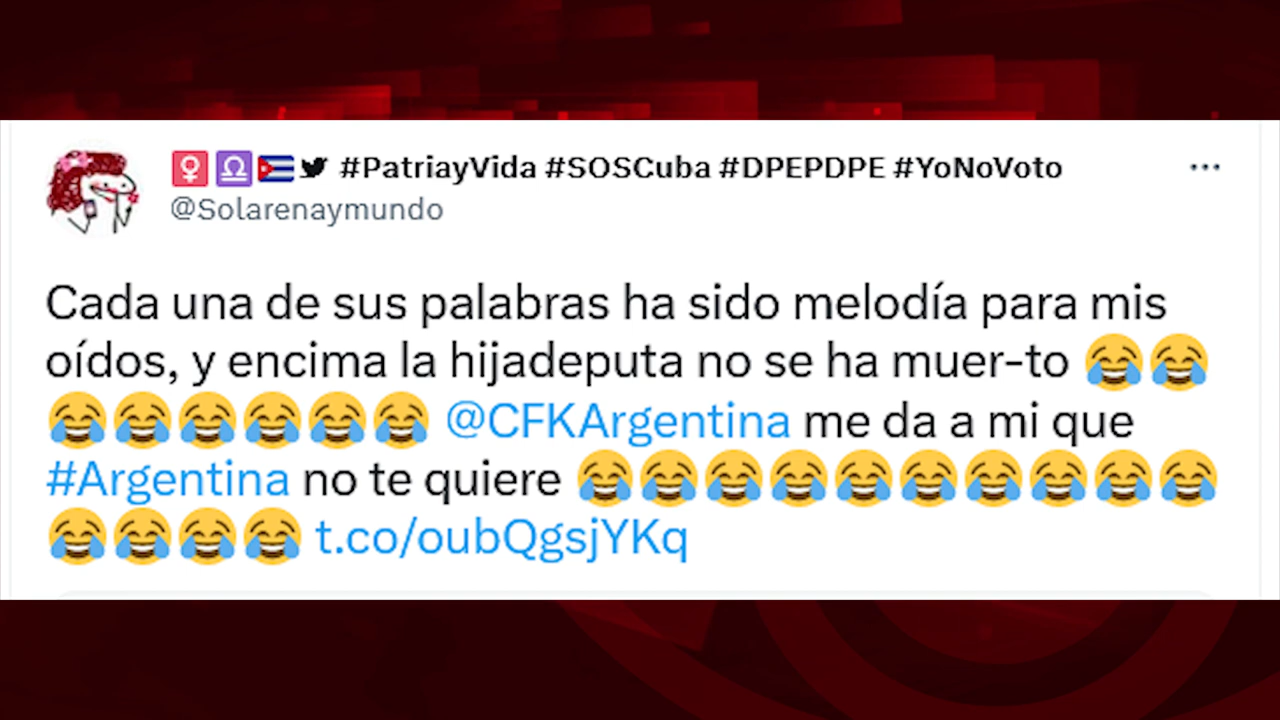 ♀️♎🇨🇺 #PatriayVida #SOSCuba #DPEPDPE #YoNoVoto
@Solarenaymundo
Cada una de sus palabras ha sido melodía para mis
oídos, y encima la hijadeputa no se ha muer-to 😂😂
😂😂😂😂😂😂 @CFKArgentina me da a mi que
#Argentina no te quiere 😂😂😂😂😂😂😂😂😂😂
😂😂😂😂 t.co/oubQgsjYKq